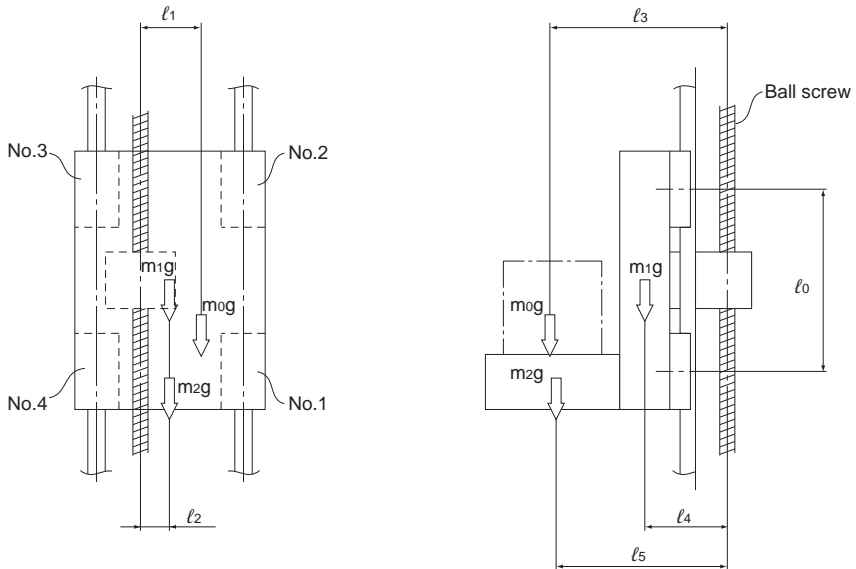 ℓ1
No.3
No.2
m1g
m0g
m2g
No.4
No.1
ℓ2
ℓ3
Ball screw
m1g
ℓ0
m0g
m2g
ℓ4
ℓ5